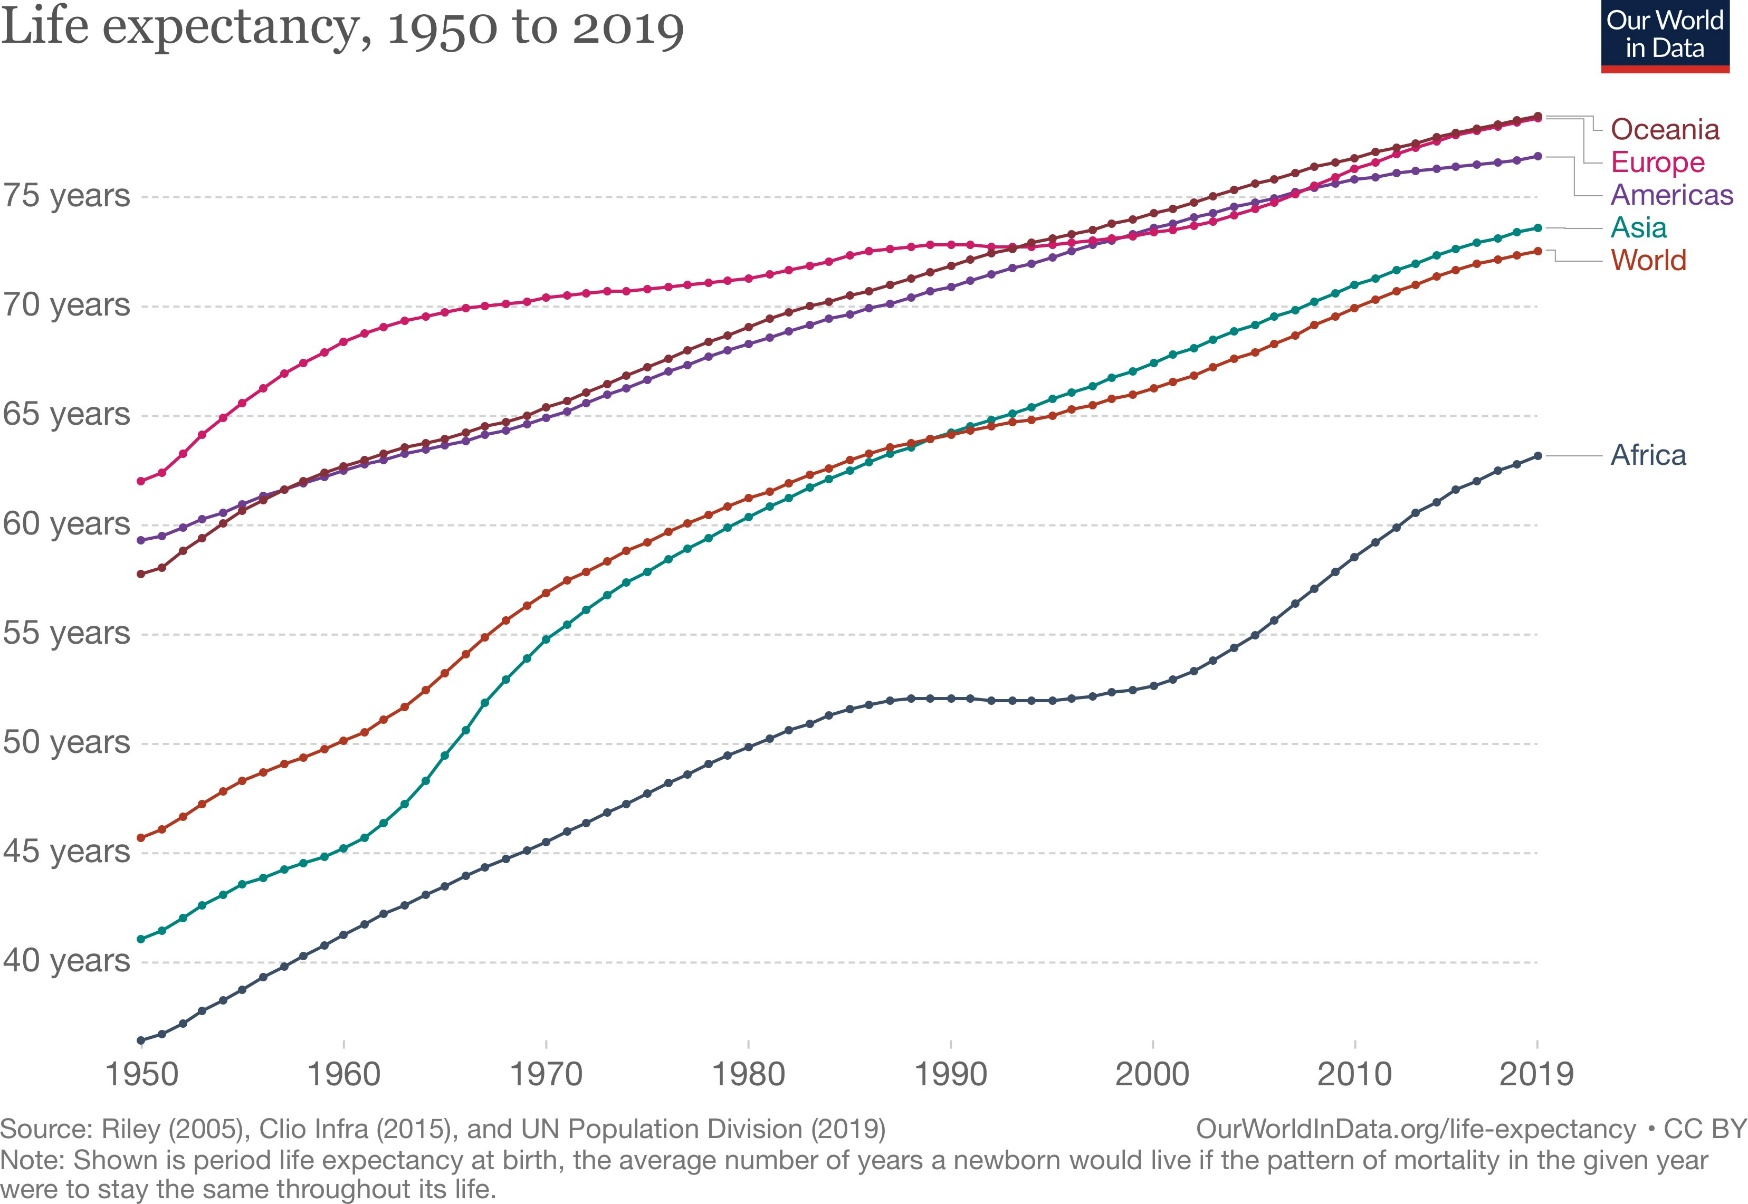 Life expectancy, 1950 to 2019
Our World
in Data
Oceania
Europe
Americas
Asia
World
Africa
75 years
70 years
65 years
60 years
55 years
50 years
45 years
40 years
1950 1960 1970 1980 1990 2000 2010 2019
Source: Riley (2005), Clio Infra (2015), and UN Population Division (2019)
OurWorldInData.org/life-expectancy • CC BY
Note: Shown is period life expectancy at birth, the average number of years a newborn would live if the pattern of mortality in the given year
were to stay the same throughout its life.